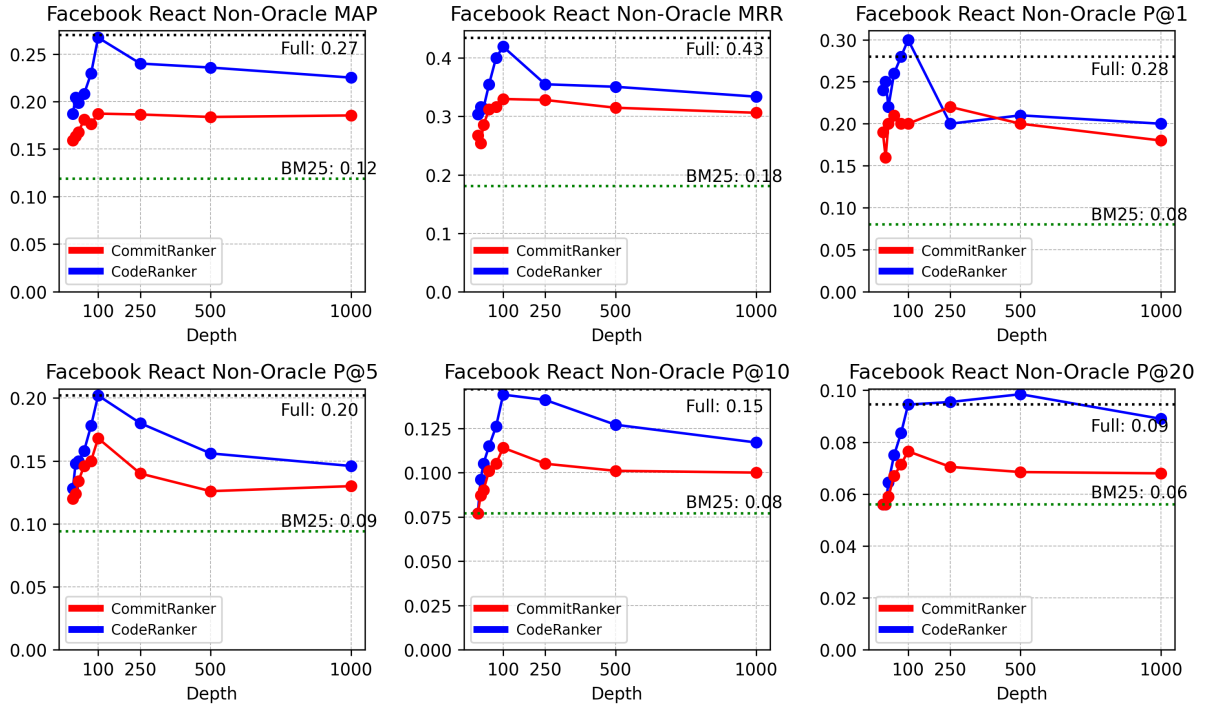 Facebook React Non-Oracle MAP
0.25
0.20
0.15
0.10
0.05
0.00
Full: 0.27
BM25: 0.12
CommitRanker
CodeRanker
100
250
500
1000
Depth
Facebook React Non-Oracle MRR
0.4
0.3
0.2
0.1
0.0
Full: 0.43
BM25: 0.18
CommitRanker
CodeRanker
100
250
500
1000
Depth
Facebook React Non-Oracle P@1
0.30
0.25
0.20
0.15
0.10
0.05
0.00
Full: 0.28
BM25: 0.08
CommitRanker
CodeRanker
100
250
500
1000
Depth
Facebook React Non-Oracle P@5
0.20
0.15
0.10
0.05
0.00
Full: 0.20
BM25: 0.09
CommitRanker
CodeRanker
100
250
500
1000
Depth
Facebook React Non-Oracle P@10
0.125
0.100
0.075
0.050
0.025
0.000
Full: 0.15
BM25: 0.08
CommitRanker
CodeRanker
100
250
500
1000
Depth
Facebook React Non-Oracle P@20
0.10
0.08
0.06
0.04
0.02
0.00
Full: 0.09
BM25: 0.06
CommitRanker
CodeRanker
100
250
500
1000
Depth